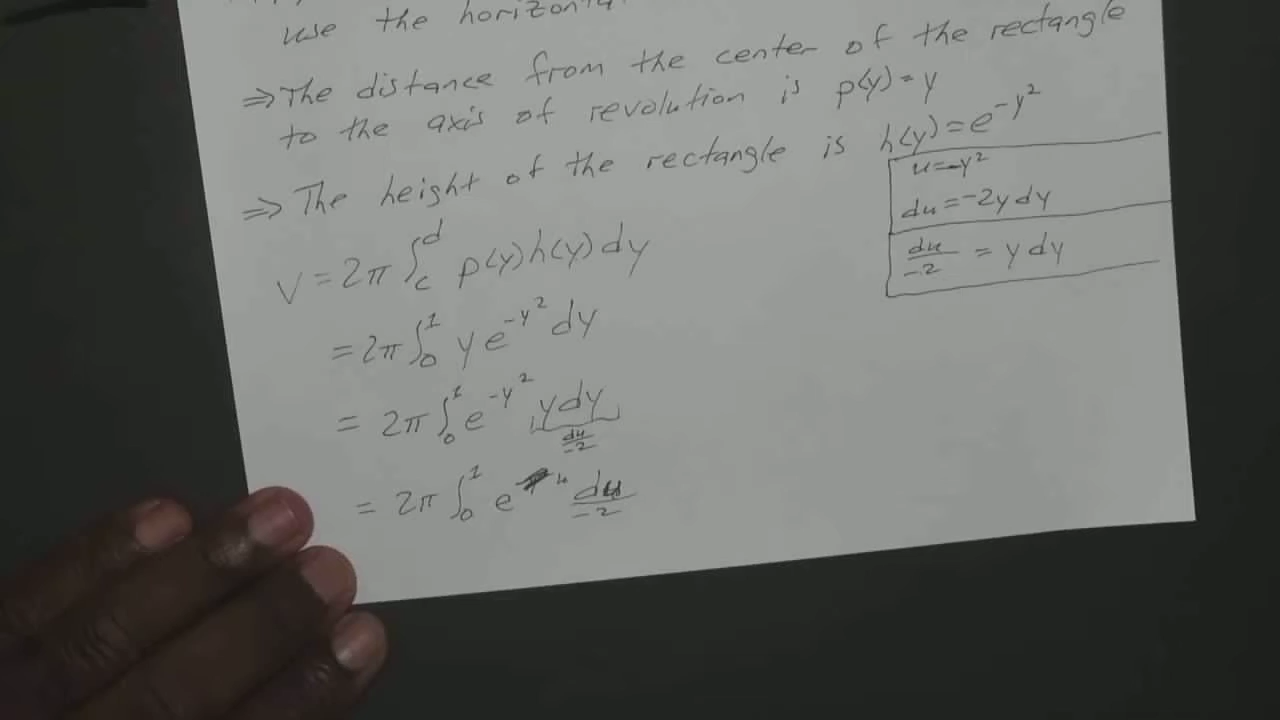 use the
⇒ The distance from the center of the rectangle
to the axis of revolution is p(y) = y
⇒ The height of the rectangle is h(y) = e^{-y^2}
u = -y^2
du = -2y dy
du/-2 = y dy
V = 2π ∫_c^d p(y)h(y) dy
= 2π ∫_0^1 y e^{-y^2} dy
= 2π ∫_0^1 e^{-y^2} y dy
du/-2
= 2π ∫_0^1 e^u du/-2